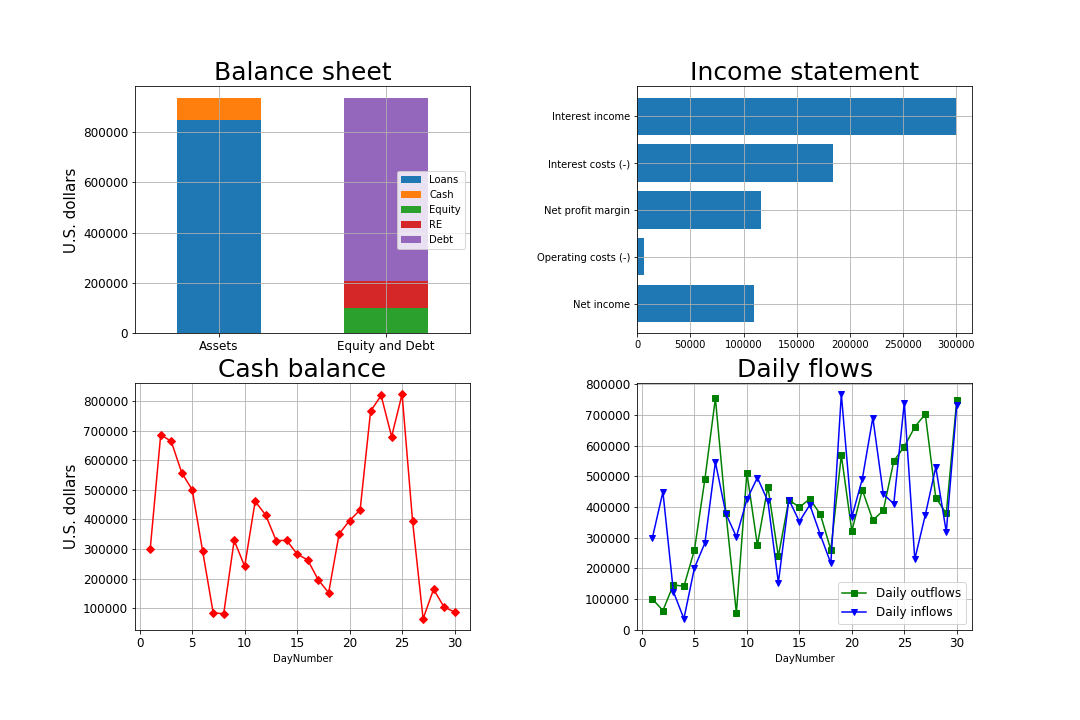 Balance sheet
U.S. dollars
800000
600000
400000
200000
0
Loans
Cash
Equity
RE
Debt
Assets
Equity and Debt
Income statement
Interest income
Interest costs (-)
Net profit margin
Operating costs (-)
Net income
0 50000 100000 150000 200000 250000 300000
Cash balance
U.S. dollars
800000
700000
600000
500000
400000
300000
200000
100000
0 5 10 15 20 25 30
DayNumber
Daily flows
800000
700000
600000
500000
400000
300000
200000
100000
0
Daily outflows
Daily inflows
0 5 10 15 20 25 30
DayNumber